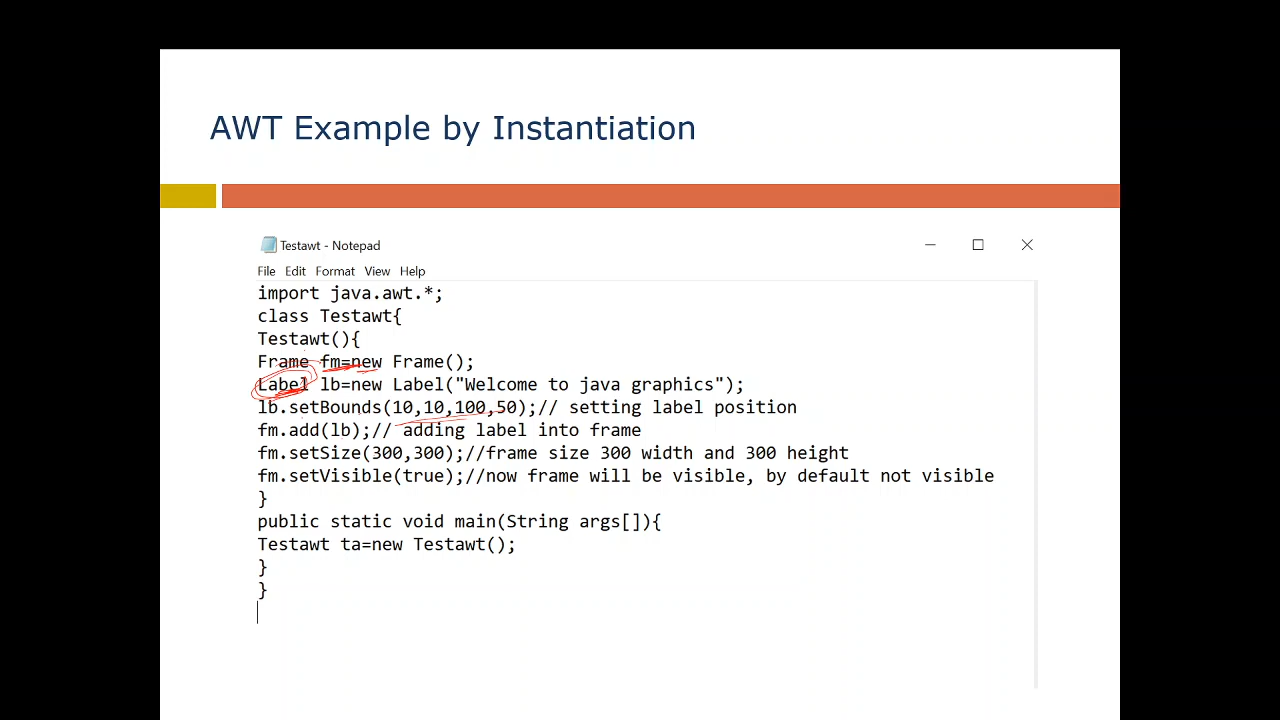 AWT Example by Instantiation
Testawt - Notepad
File Edit Format View Help
import java.awt.*;
class Testawt{
Testawt(){
Frame fm=new Frame();
Label lb=new Label("Welcome to java graphics");
lb.setBounds(10,10,100,50);// setting label position
fm.add(lb);// adding label into frame
fm.setSize(300,300);//frame size 300 width and 300 height
fm.setVisible(true);//now frame will be visible, by default not visible
}
public static void main(String args[]){
Testawt ta=new Testawt();
}
}